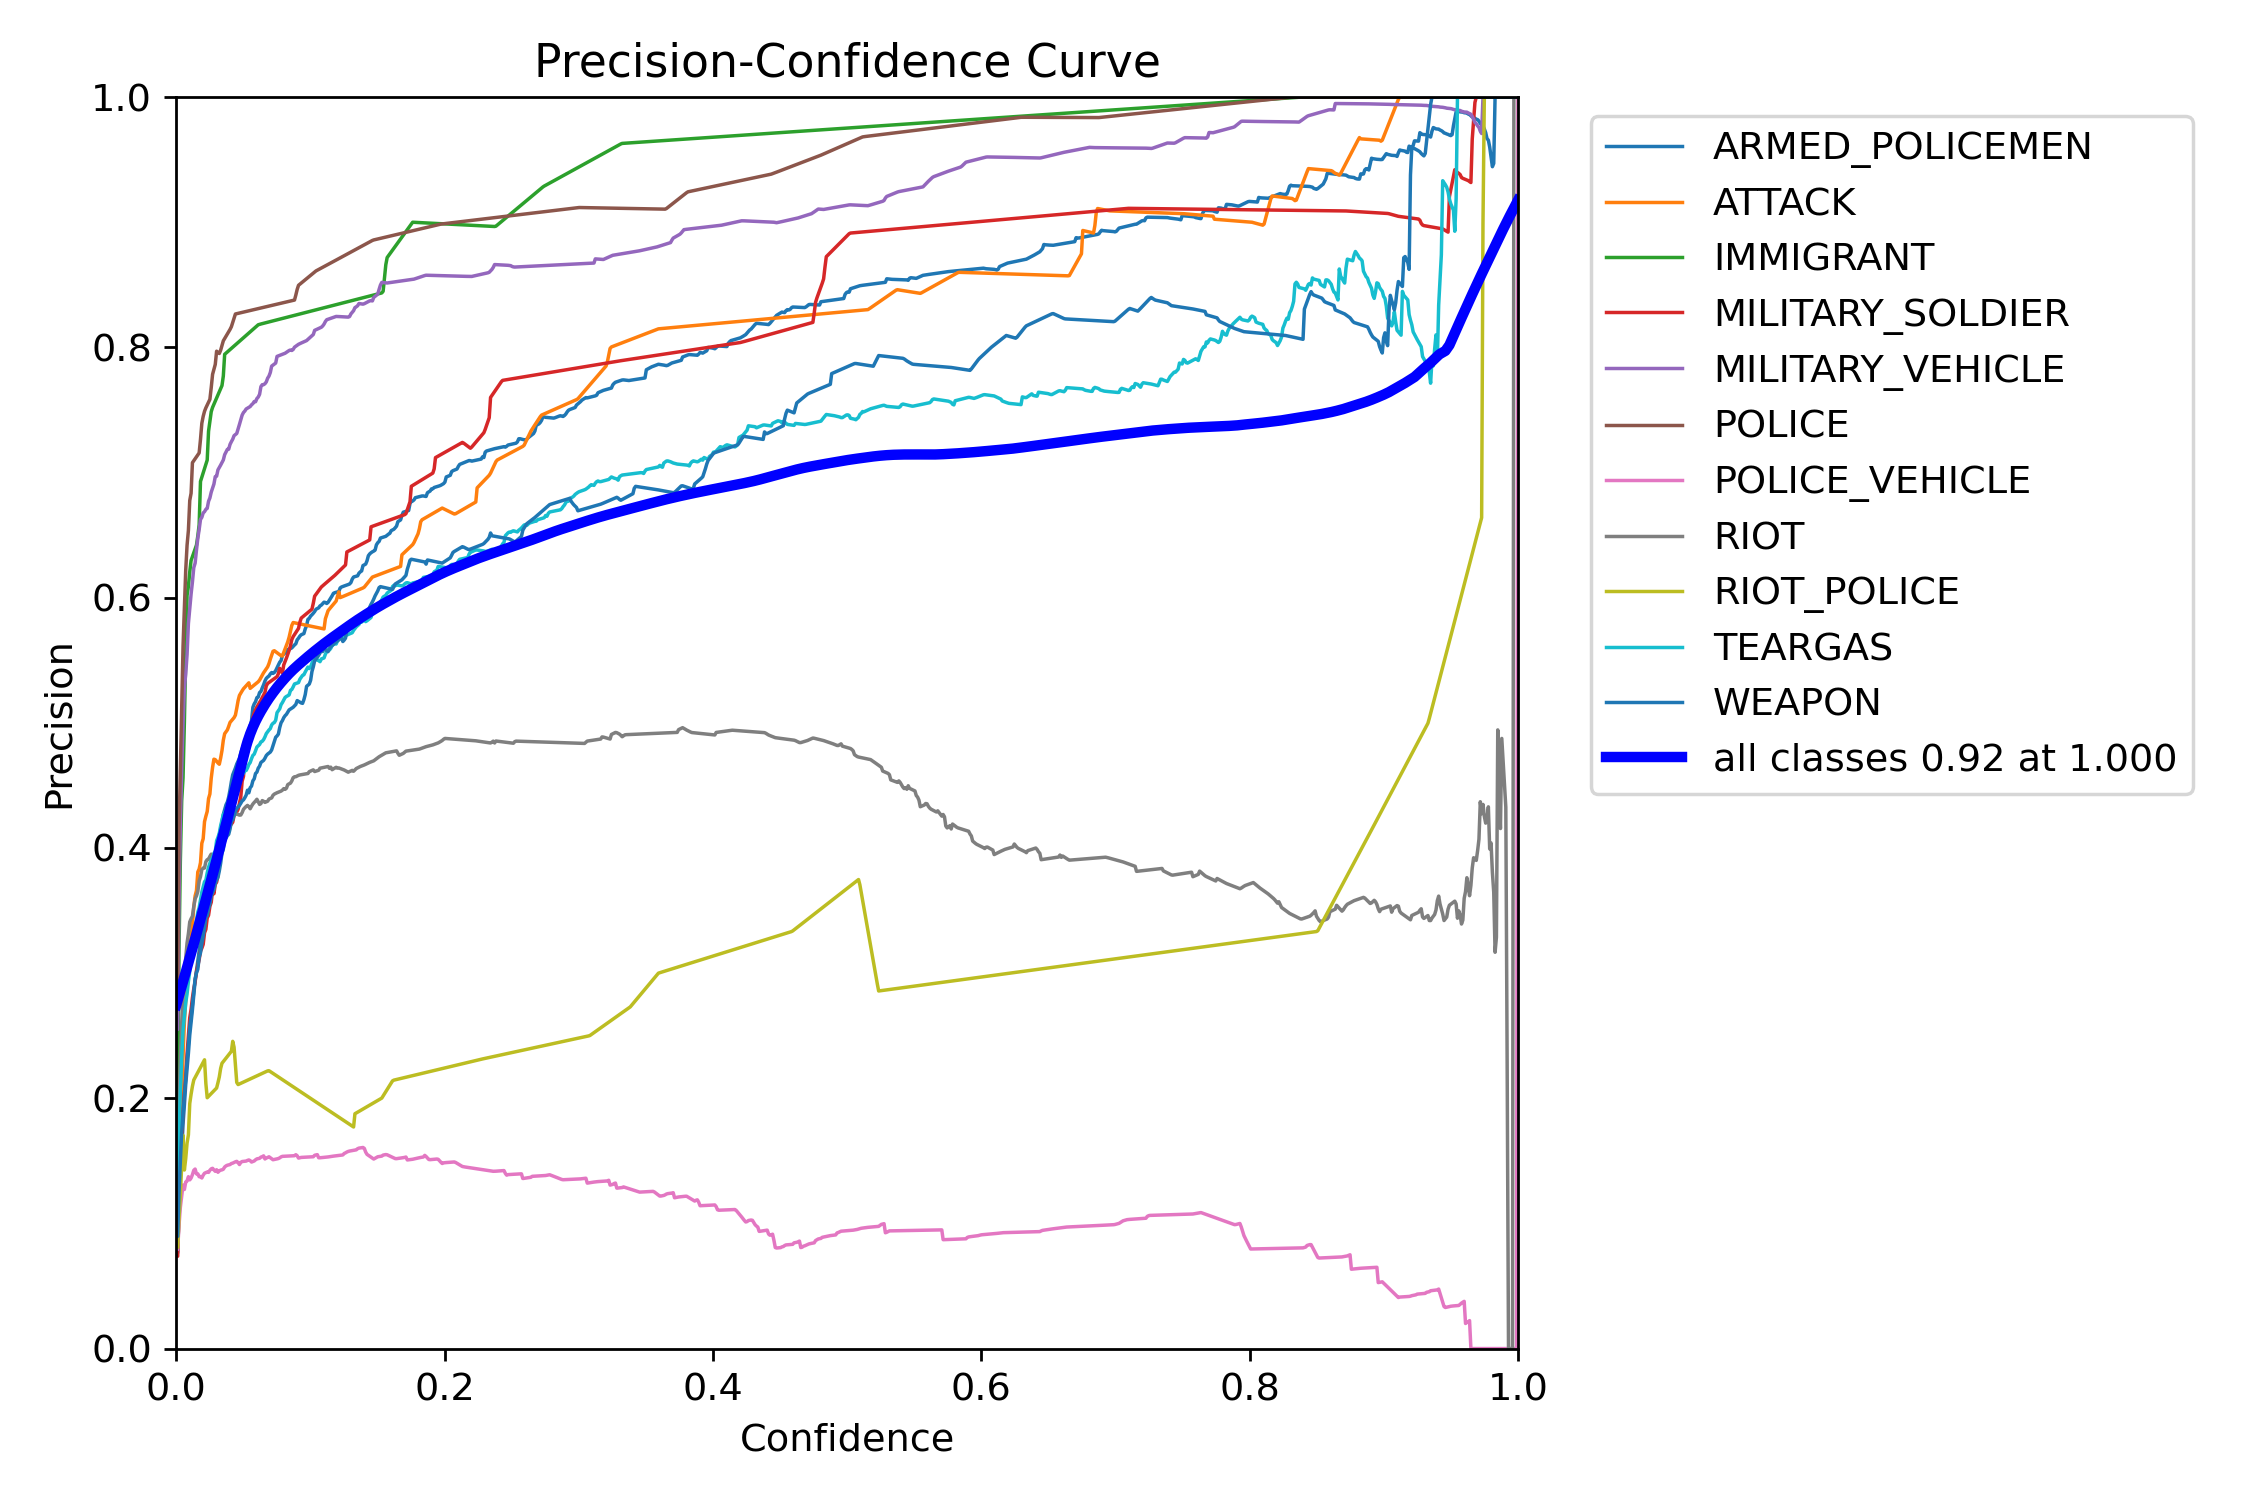 Precision-Confidence Curve
1.0
0.8
0.6
0.4
0.2
0.0
Precision
0.0 0.2 0.4 0.6 0.8 1.0
Confidence
ARMED_POLICEMEN
ATTACK
IMMIGRANT
MILITARY_SOLDIER
MILITARY_VEHICLE
POLICE
POLICE_VEHICLE
RIOT
RIOT_POLICE
TEARGAS
WEAPON
all classes 0.92 at 1.000